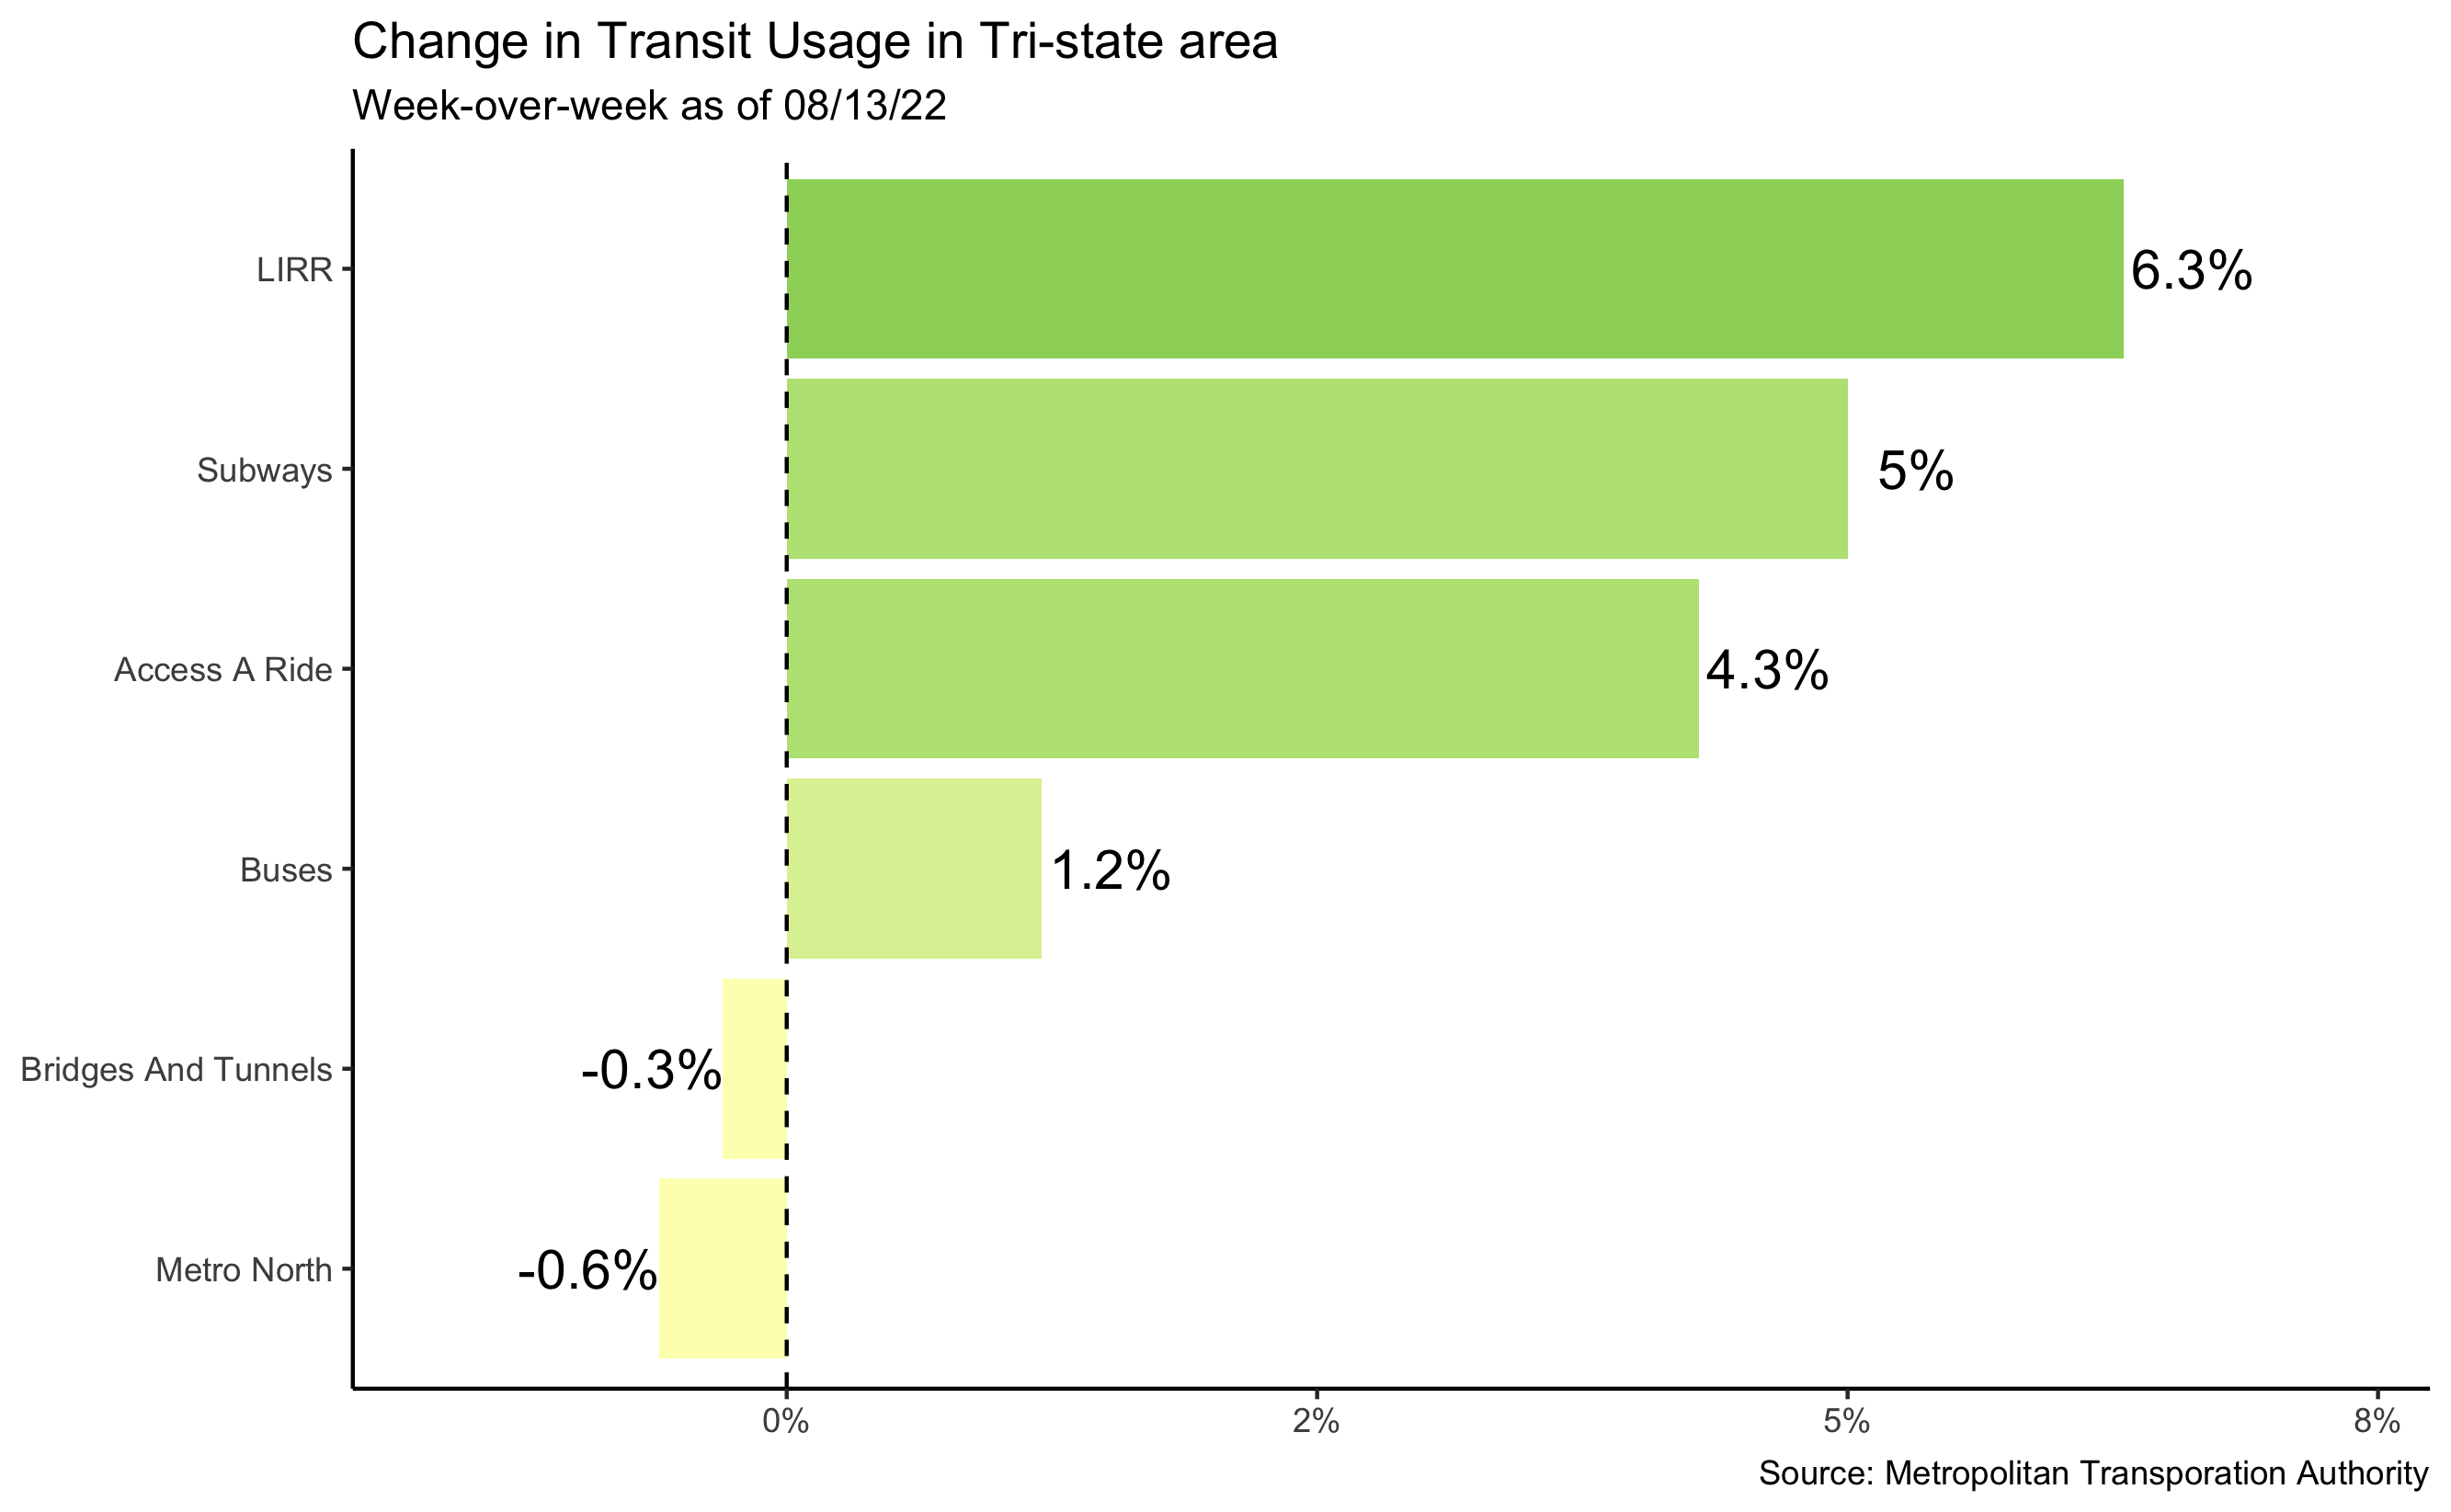 Change in Transit Usage in Tri-state area
Week-over-week as of 08/13/22
LIRR
6.3%
Subways
5%
Access A Ride
4.3%
Buses
1.2%
Bridges And Tunnels
-0.3%
Metro North
-0.6%
0%
2%
5%
8%
Source: Metropolitan Transporation Authority